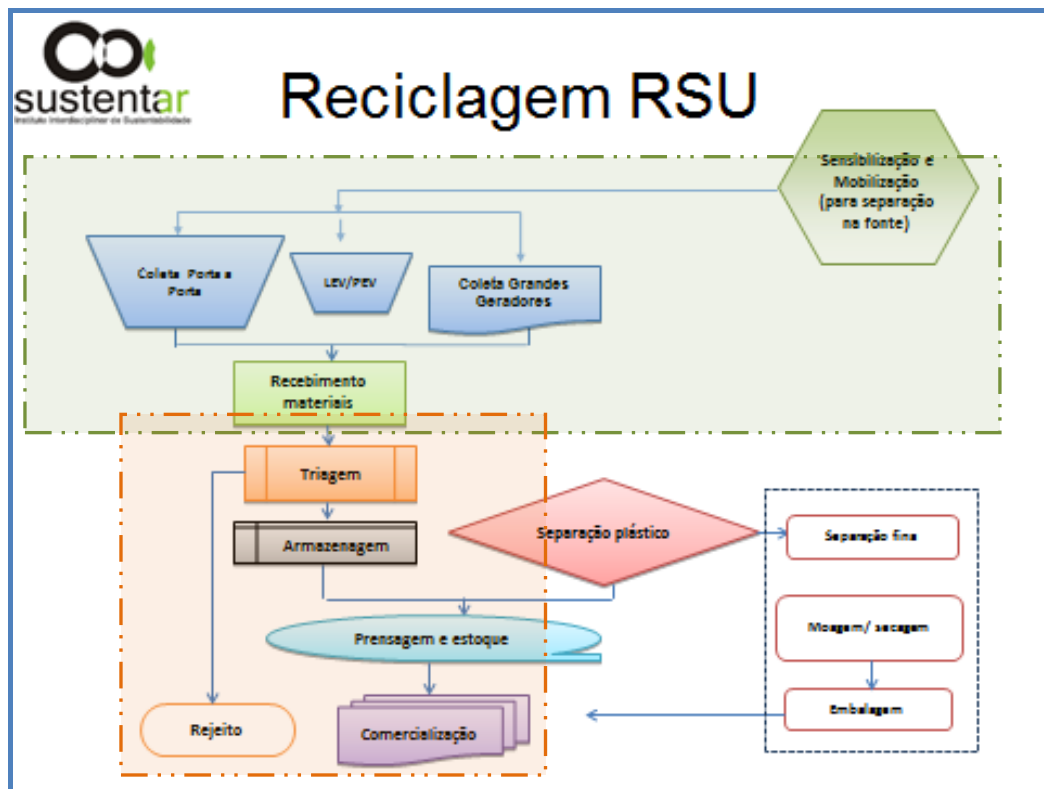 sustentar
Instituto Interdisciplinar de Sustentabilidade
Reciclagem RSU
Sensibilização e
Mobilização
(para separação
na fonte)
Coleta Porta a
Porta
LEV/PEV
Coleta Grandes
Geradores
Recebimento
materiais
Triagem
Armazenagem
Separação plástico
Separação fina
Moagem/ secagem
Prensagem e estoque
Embalagem
Rejeito
Comercialização